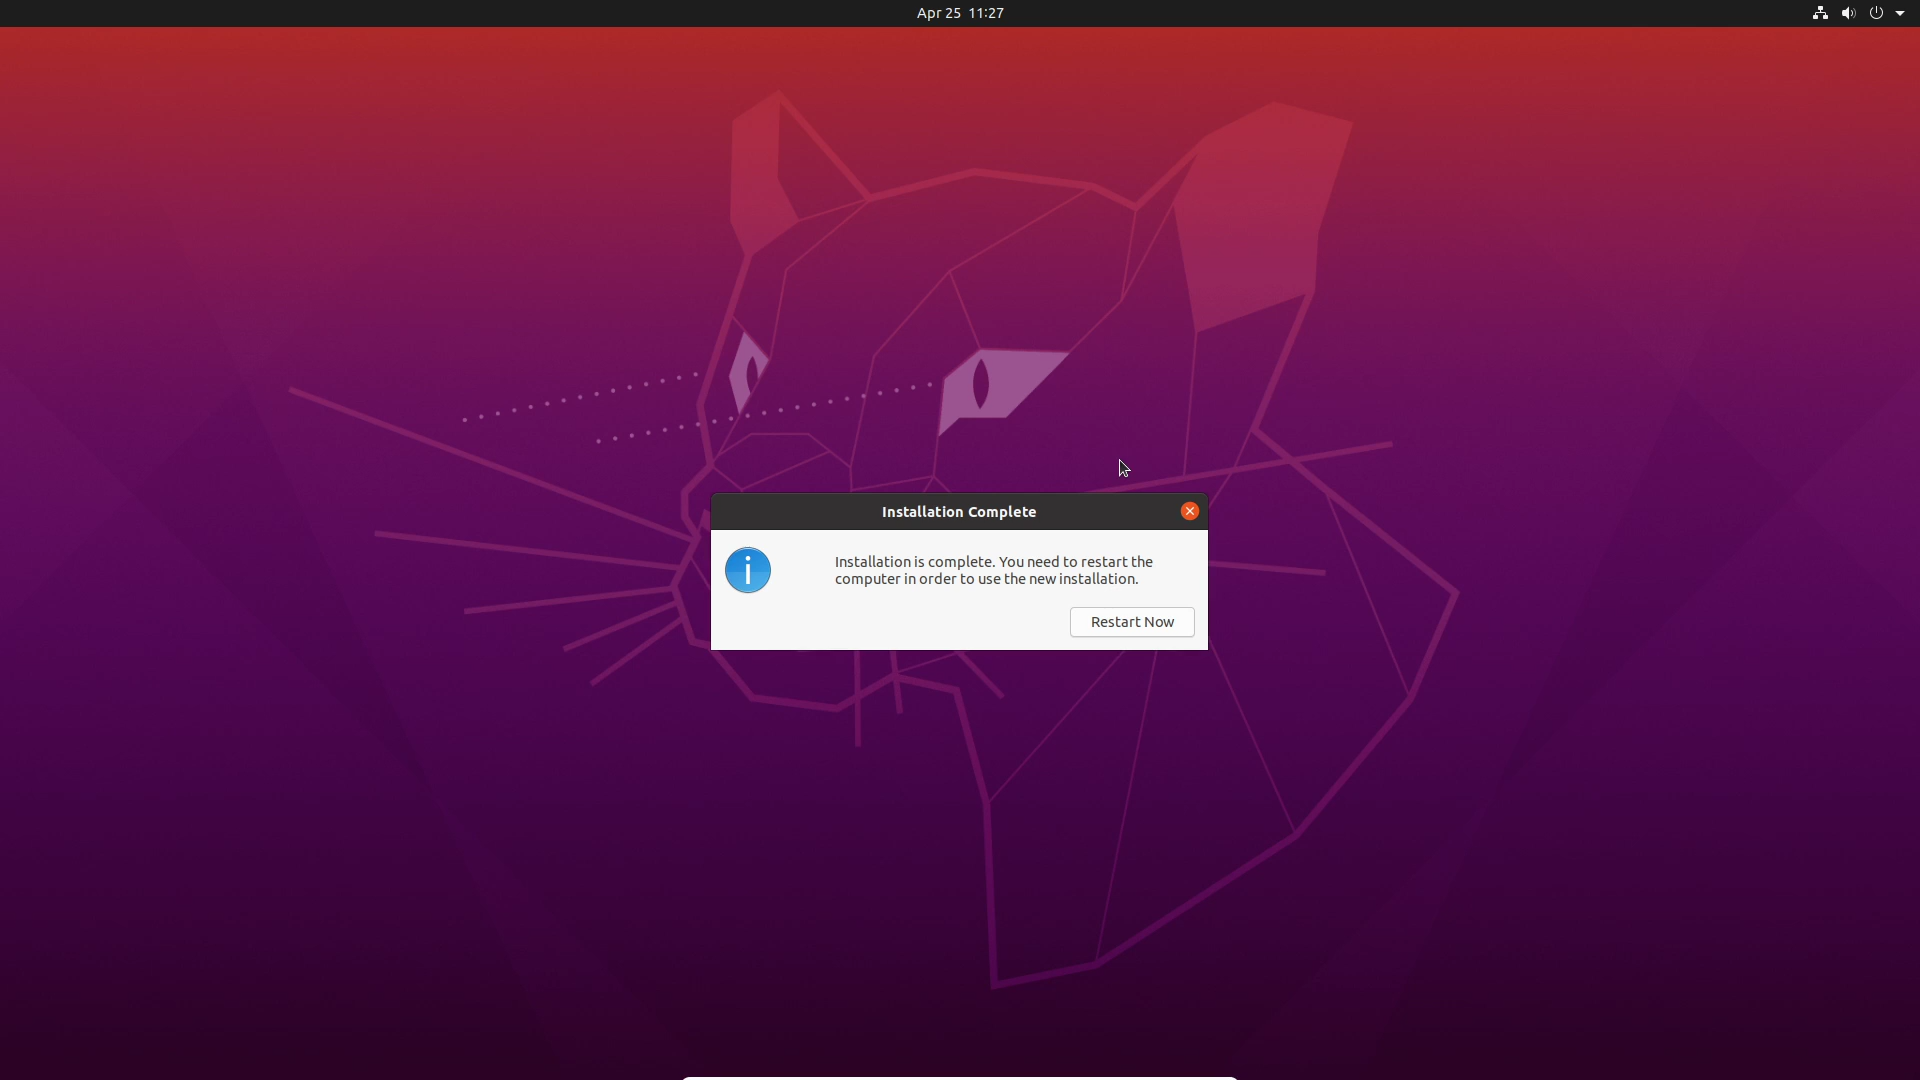 Apr 25 11:27
Installation Complete
Installation is complete. You need to restart the
computer in order to use the new installation.
Restart Now